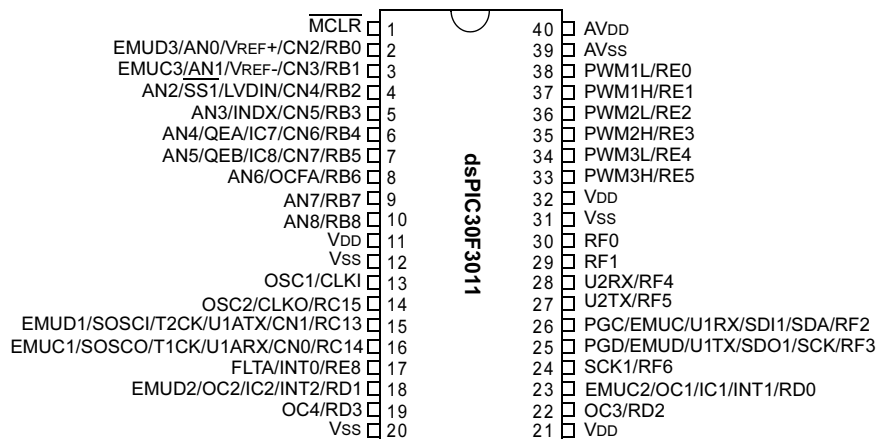 MCLR 1
EMUD3/AN0/VREF+/CN2/RB0 2
EMUC3/AN1/VREF-/CN3/RB1 3
AN2/SS1/LVDIN/CN4/RB2 4
AN3/INDX/CN5/RB3 5
AN4/QEA/IC7/CN6/RB4 6
AN5/QEB/IC8/CN7/RB5 7
AN6/OCFA/RB6 8
AN7/RB7 9
AN8/RB8 10
VDD 11
VSS 12
OSC1/CLKI 13
OSC2/CLKO/RC15 14
EMUD1/SOSCI/T2CK/U1ATX/CN1/RC13 15
EMUC1/SOSCO/T1CK/U1ARX/CN0/RC14 16
FLTA/INT0/RE8 17
EMUD2/OC2/IC2/INT2/RD1 18
OC4/RD3 19
VSS 20
dsPIC30F3011
40 AVDD
39 AVSS
38 PWM1L/RE0
37 PWM1H/RE1
36 PWM2L/RE2
35 PWM2H/RE3
34 PWM3L/RE4
33 PWM3H/RE5
32 VDD
31 VSS
30 RF0
29 RF1
28 U2RX/RF4
27 U2TX/RF5
26 PGC/EMUC/U1RX/SDI1/SDA/RF2
25 PGD/EMUD/U1TX/SDO1/SCK/RF3
24 SCK1/RF6
23 EMUC2/OC1/IC1/INT1/RD0
22 OC3/RD2
21 VDD